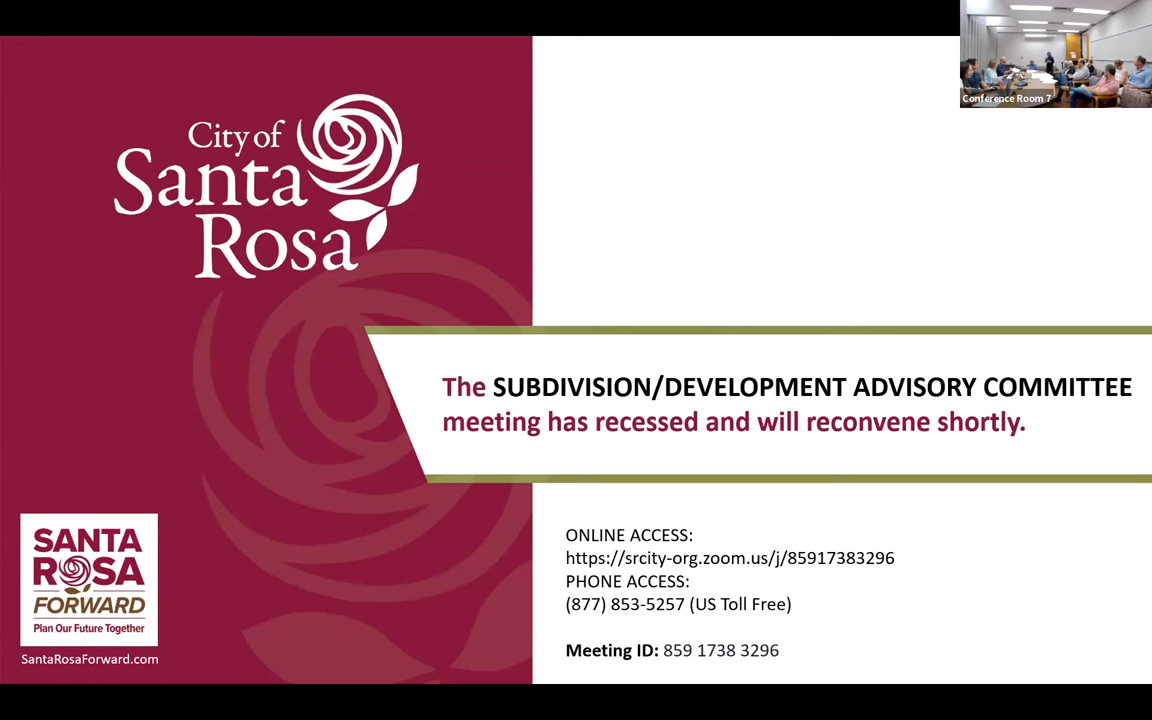 Conference Room 7
City of
Santa
Rosa
The SUBDIVISION/DEVELOPMENT ADVISORY COMMITTEE
meeting has recessed and will reconvene shortly.
SANTA
ROSA
FORWARD
Plan Our Future Together
SantaRosaForward.com
ONLINE ACCESS:
https://srcity-org.zoom.us/j/85917383296
PHONE ACCESS:
(877) 853-5257 (US Toll Free)
Meeting ID: 859 1738 3296